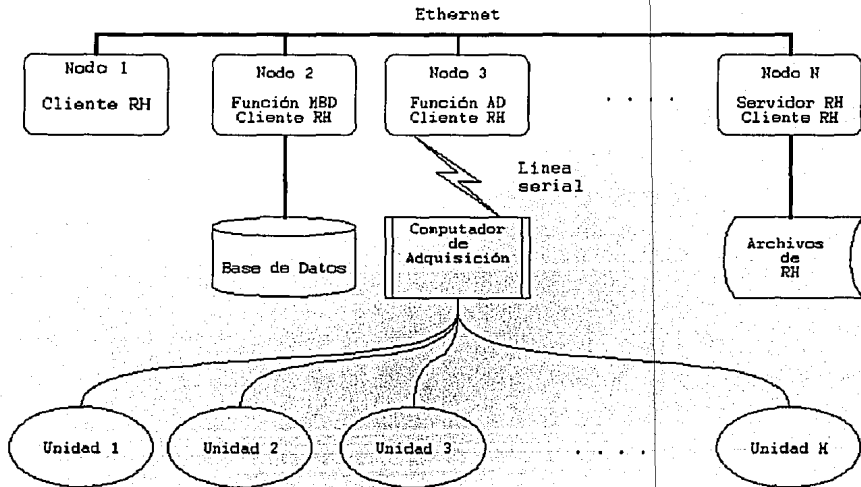 Ethernet
Nodo 1
Cliente RH
Nodo 2
Función MBD
Cliente RH
Nodo 3
Función AD
Cliente RH
. . . .
Nodo N
Servidor RH
Cliente RH
Línea
serial
Base de Datos
Computador
de
Adquisición
Archivos
de
RH
Unidad 1
Unidad 2
Unidad 3
. . . . .
Unidad M